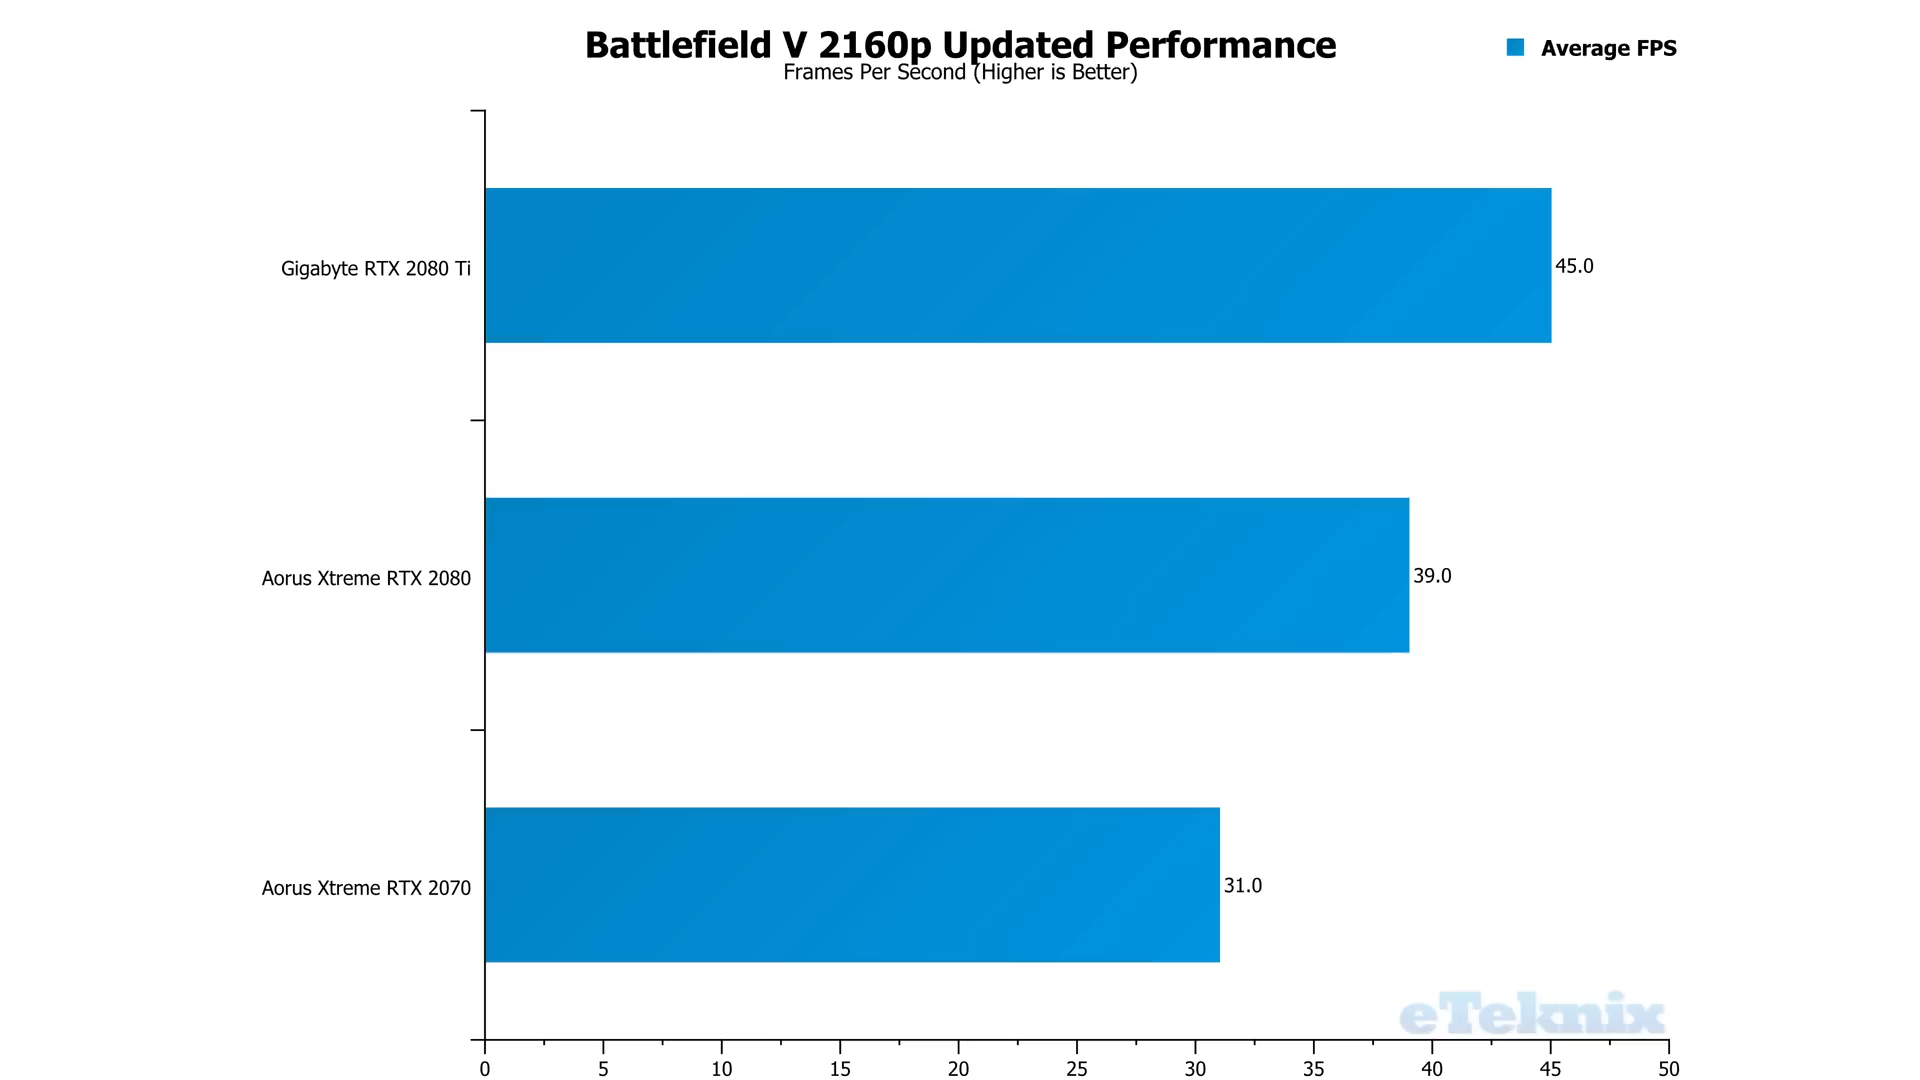 Battlefield V 2160p Updated Performance
Frames Per Second (Higher is Better)
Average FPS
Gigabyte RTX 2080 Ti
45.0
Aorus Xtreme RTX 2080
39.0
Aorus Xtreme RTX 2070
31.0
eTeknix
0 5 10 15 20 25 30 35 40 45 50